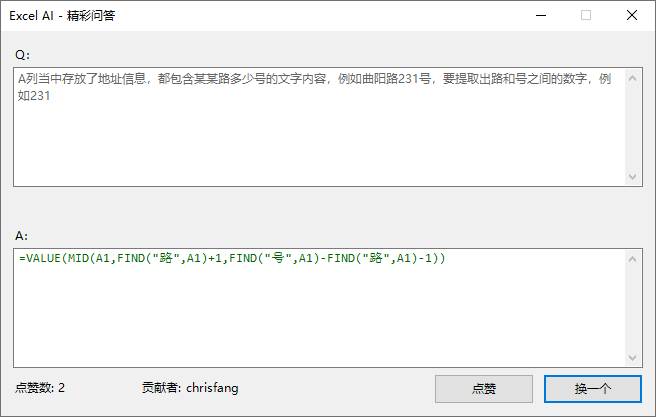 Excel AI - 精彩问答
Q:
A列当中存放了地址信息，都包含某某路多少号的文字内容，例如曲阳路231号，要提取出路和号之间的数字，例
如231
A:
=VALUE(MID(A1,FIND("路",A1)+1,FIND("号",A1)-FIND("路",A1)-1))
点赞数: 2
贡献者: chrisfang
点赞
换一个